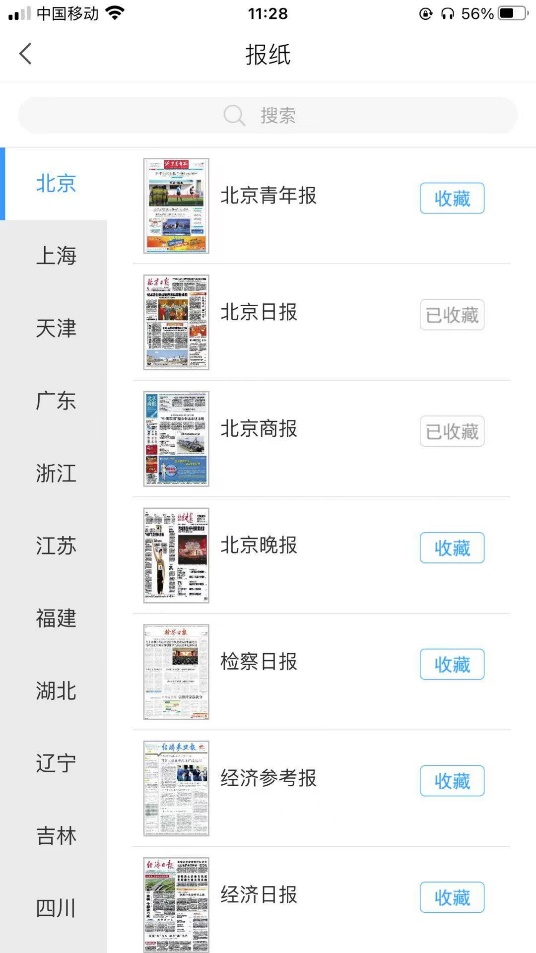 中国移动
11:28
56%
报纸
搜索
北京
上海
天津
广东
浙江
江苏
福建
湖北
辽宁
吉林
四川
北京青年报
收藏
北京日报
已收藏
北京商报
已收藏
北京晚报
收藏
检察日报
收藏
经济参考报
收藏
经济日报
收藏